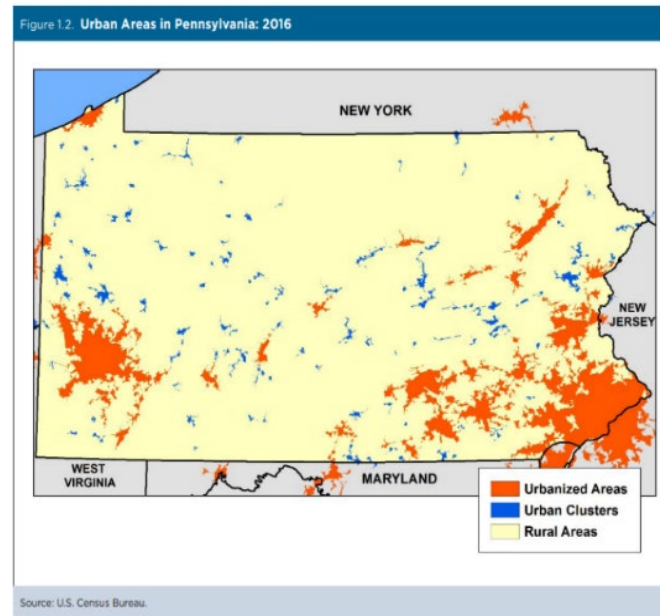 Figure 1.2. Urban Areas in Pennsylvania: 2016
NEW YORK
NEW
JERSEY
WEST
VIRGINIA
MARYLAND
Urbanized Areas
Urban Clusters
Rural Areas
Source: U.S. Census Bureau.